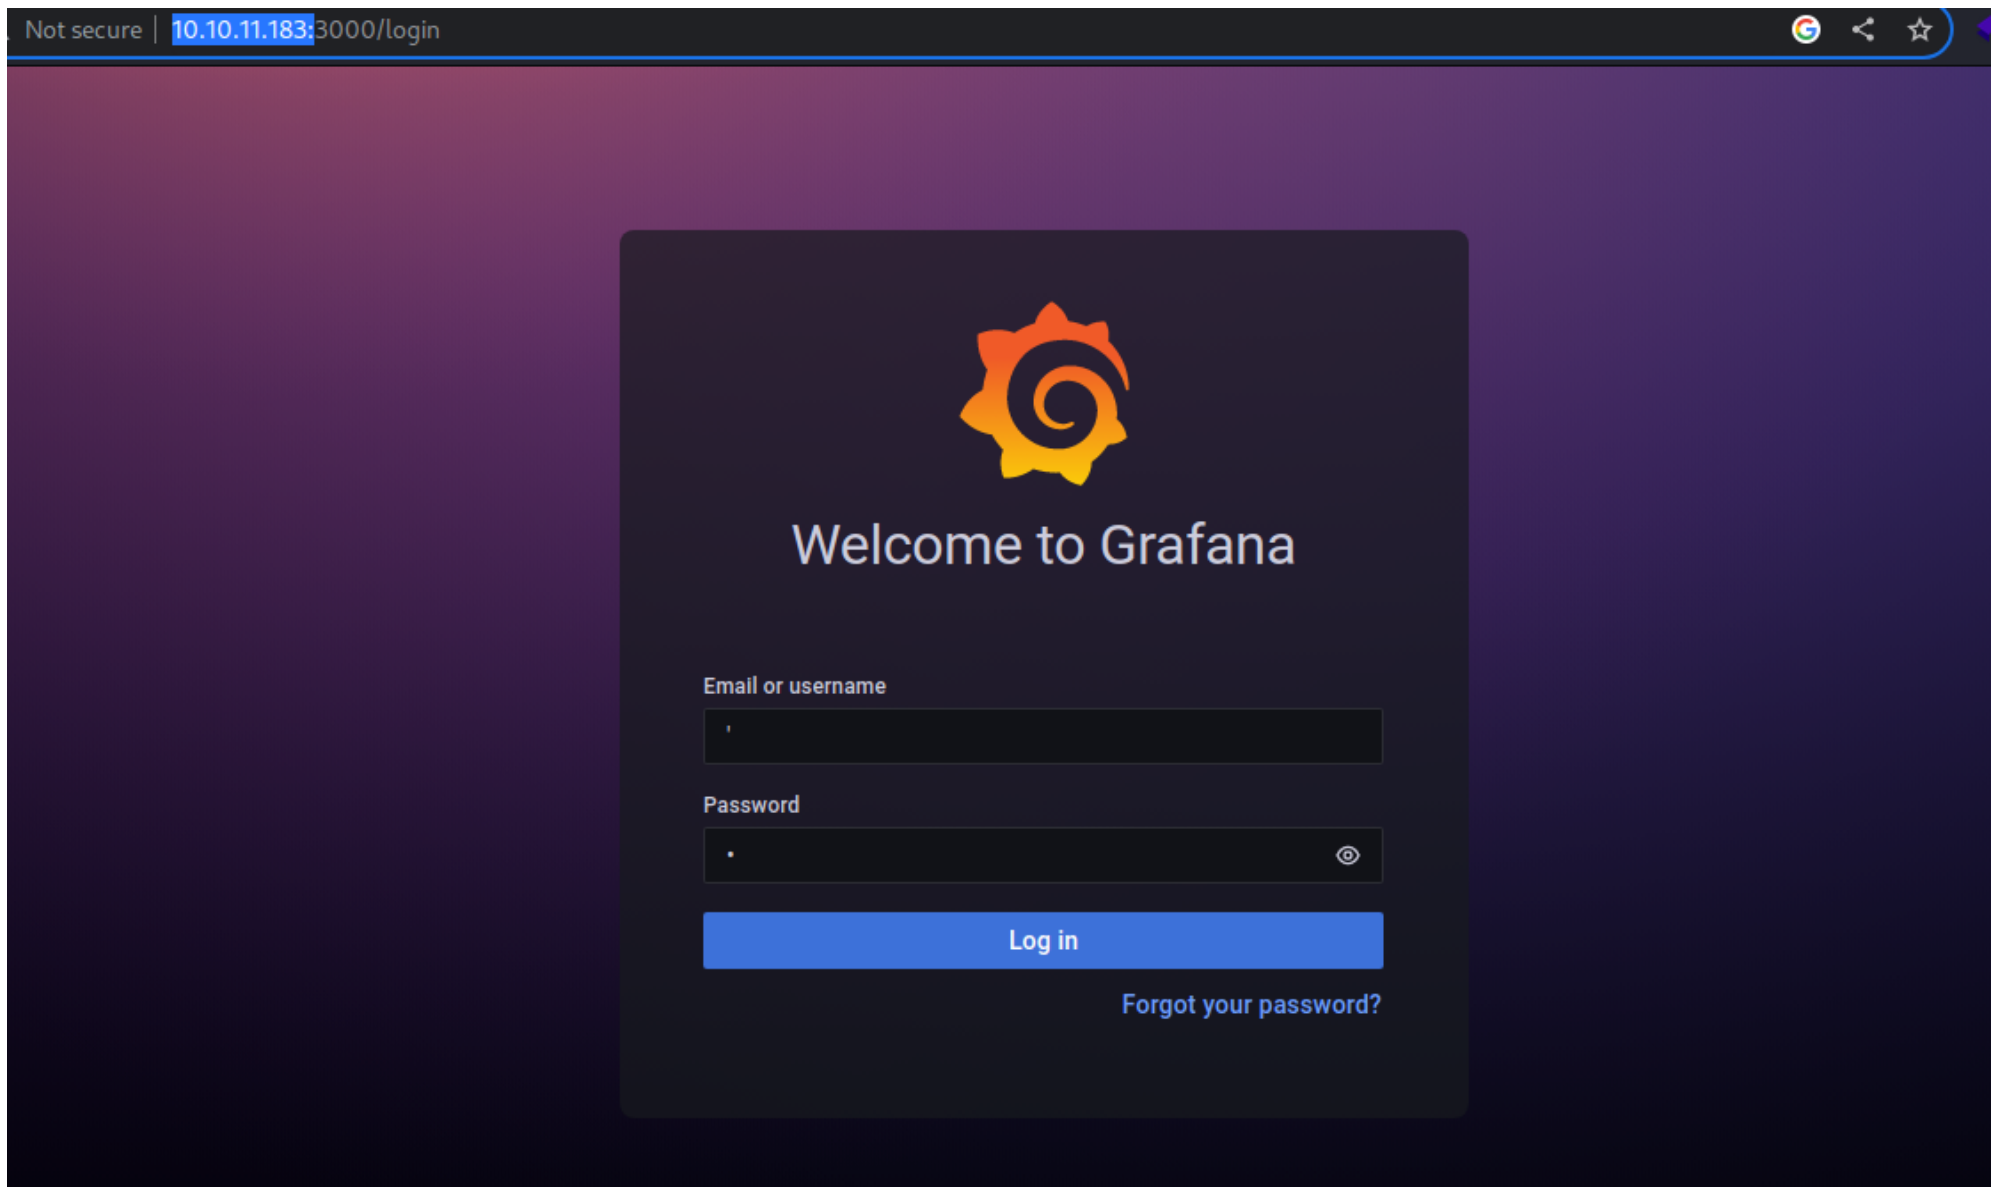 Not secure | 10.10.11.183:3000/login
Welcome to Grafana
Email or username
'
Password
•
Log in
Forgot your password?